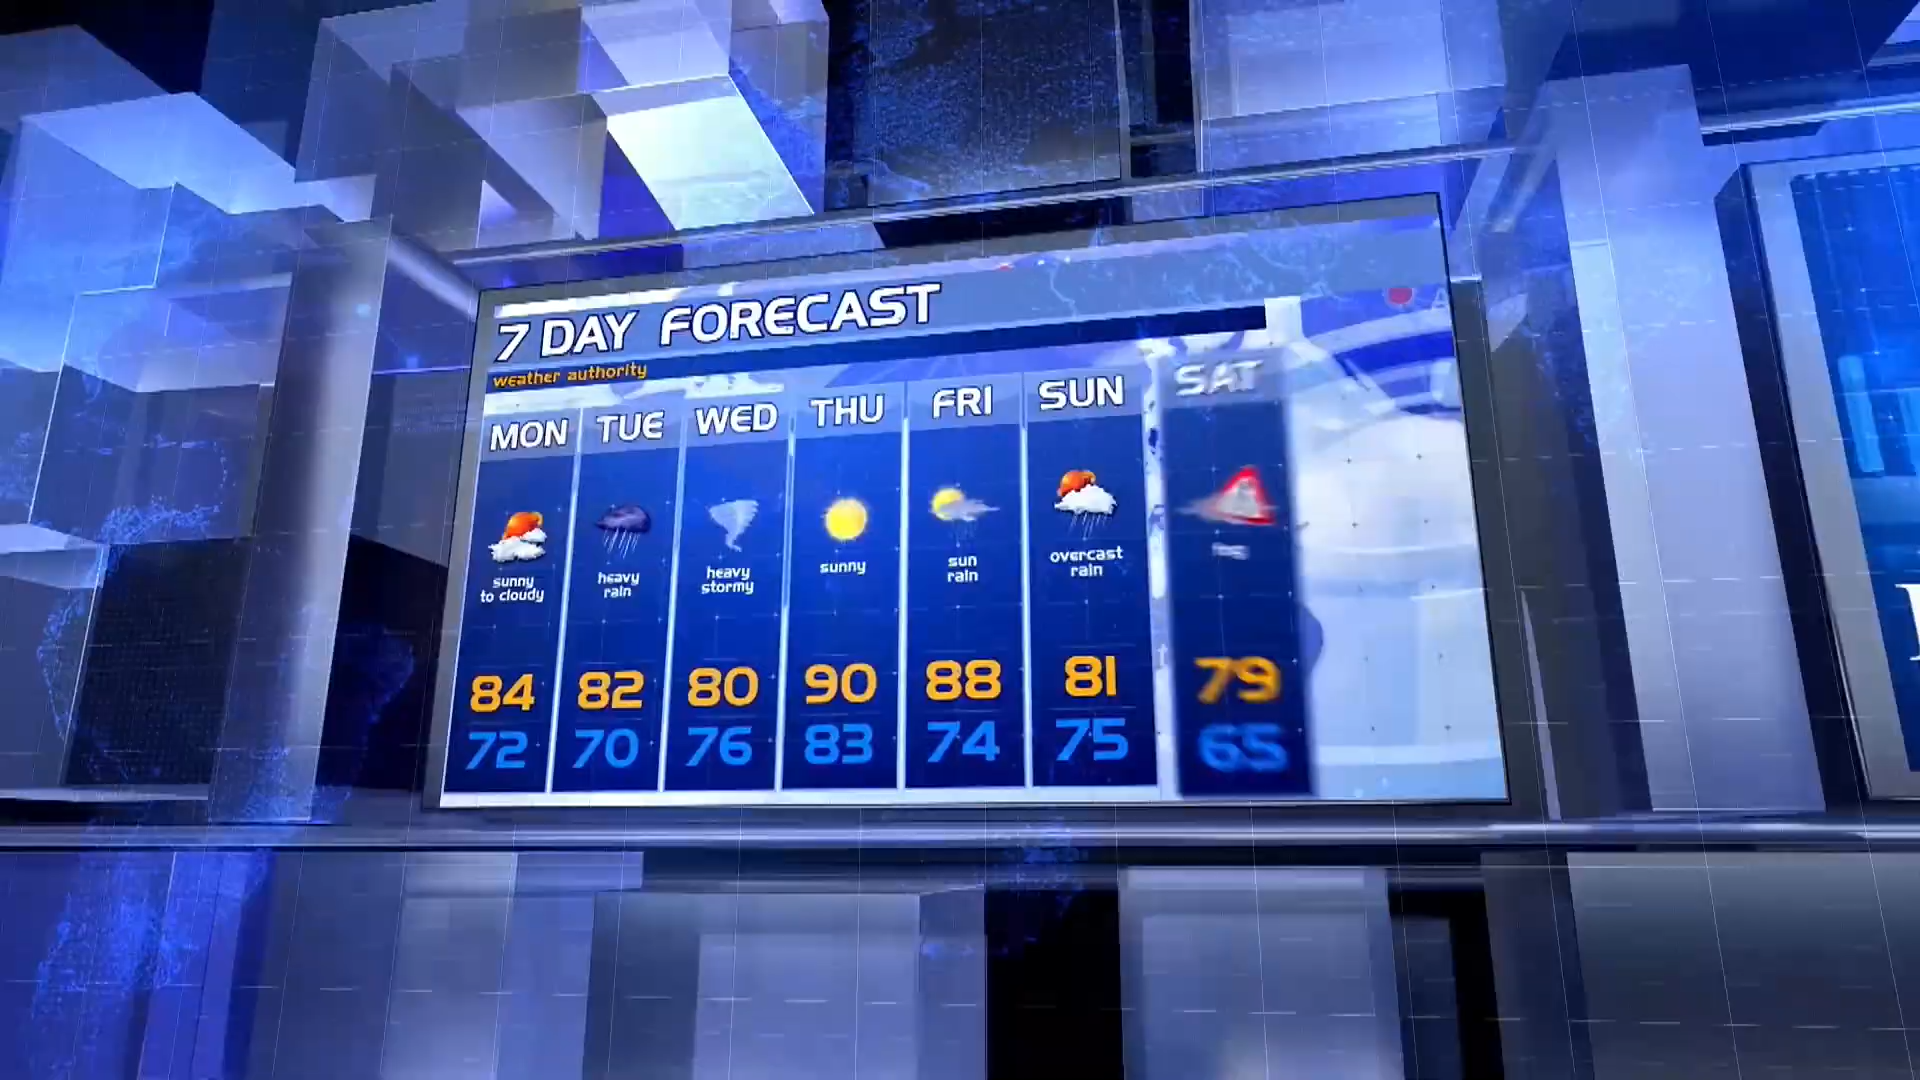 7 DAY FORECAST
weather authority
MON TUE WED THU FRI SUN SAT
sunny
to cloudy
heavy
rain
heavy
stormy
sunny
sun
rain
overcast
rain
fog
84 82 80 90 88 81 79
72 70 76 83 74 75 65